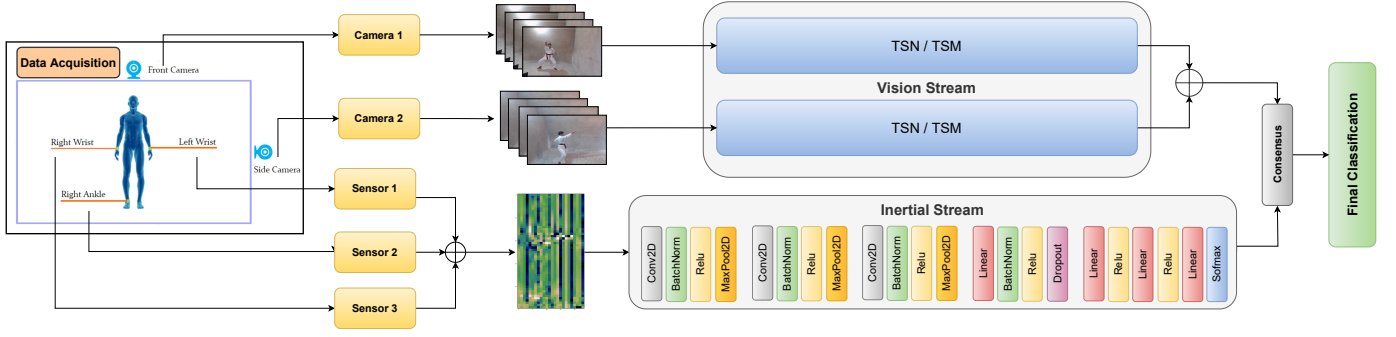 Data Acquisition
Front Camera
Right Wrist
Left Wrist
Side Camera
Right Ankle
Camera 1
Camera 2
Sensor 1
Sensor 2
Sensor 3
TSN / TSM
Vision Stream
TSN / TSM
Inertial Stream
Conv2D
BatchNorm
Relu
MaxPool2D
Conv2D
BatchNorm
Relu
MaxPool2D
Conv2D
BatchNorm
Relu
MaxPool2D
Linear
BatchNorm
Relu
Dropout
Linear
Relu
Linear
Relu
Linear
Sofmax
Consensus
Final Classification